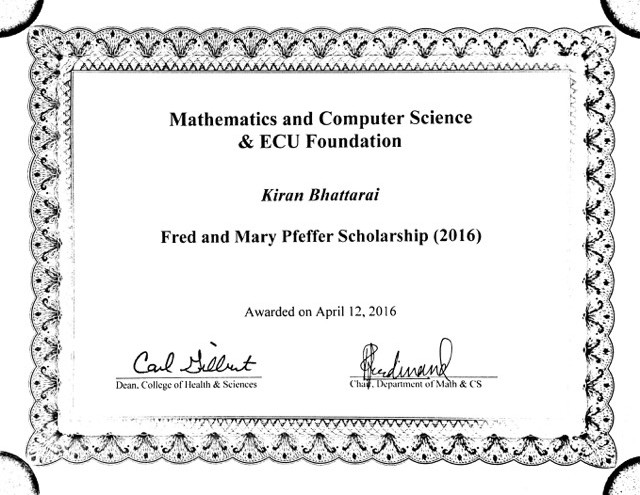 Mathematics and Computer Science
& ECU Foundation
Kiran Bhattarai
Fred and Mary Pfeffer Scholarship (2016)
Awarded on April 12, 2016
Carl Gilbert
Ferdinand
Dean, College of Health & Sciences
Chair, Department of Math & CS